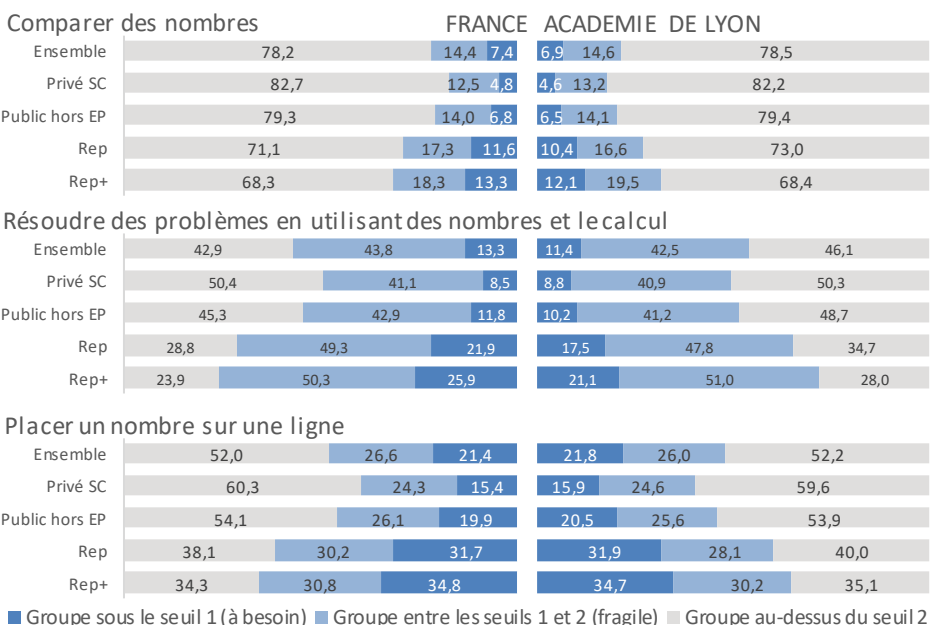 Comparer des nombres FRANCE ACADEMIE DE LYON
Ensemble 78,2 14,4 7,4 6,9 14,6 78,5
Privé SC 82,7 12,5 4,8 4,6 13,2 82,2
Public hors EP 79,3 14,0 6,8 6,5 14,1 79,4
Rep 71,1 17,3 11,6 10,4 16,6 73,0
Rep+ 68,3 18,3 13,3 12,1 19,5 68,4
Résoudre des problèmes en utilisant des nombres et le calcul
Ensemble 42,9 43,8 13,3 11,4 42,5 46,1
Privé SC 50,4 41,1 8,5 8,8 40,9 50,3
Public hors EP 45,3 42,9 11,8 10,2 41,2 48,7
Rep 28,8 49,3 21,9 17,5 47,8 34,7
Rep+ 23,9 50,3 25,9 21,1 51,0 28,0
Placer un nombre sur une ligne
Ensemble 52,0 26,6 21,4 21,8 26,0 52,2
Privé SC 60,3 24,3 15,4 15,9 24,6 59,6
Public hors EP 54,1 26,1 19,9 20,5 25,6 53,9
Rep 38,1 30,2 31,7 31,9 28,1 40,0
Rep+ 34,3 30,8 34,8 34,7 30,2 35,1
Groupe sous le seuil 1 (à besoin) Groupe entre les seuils 1 et 2 (fragile) Groupe au-dessus du seuil 2